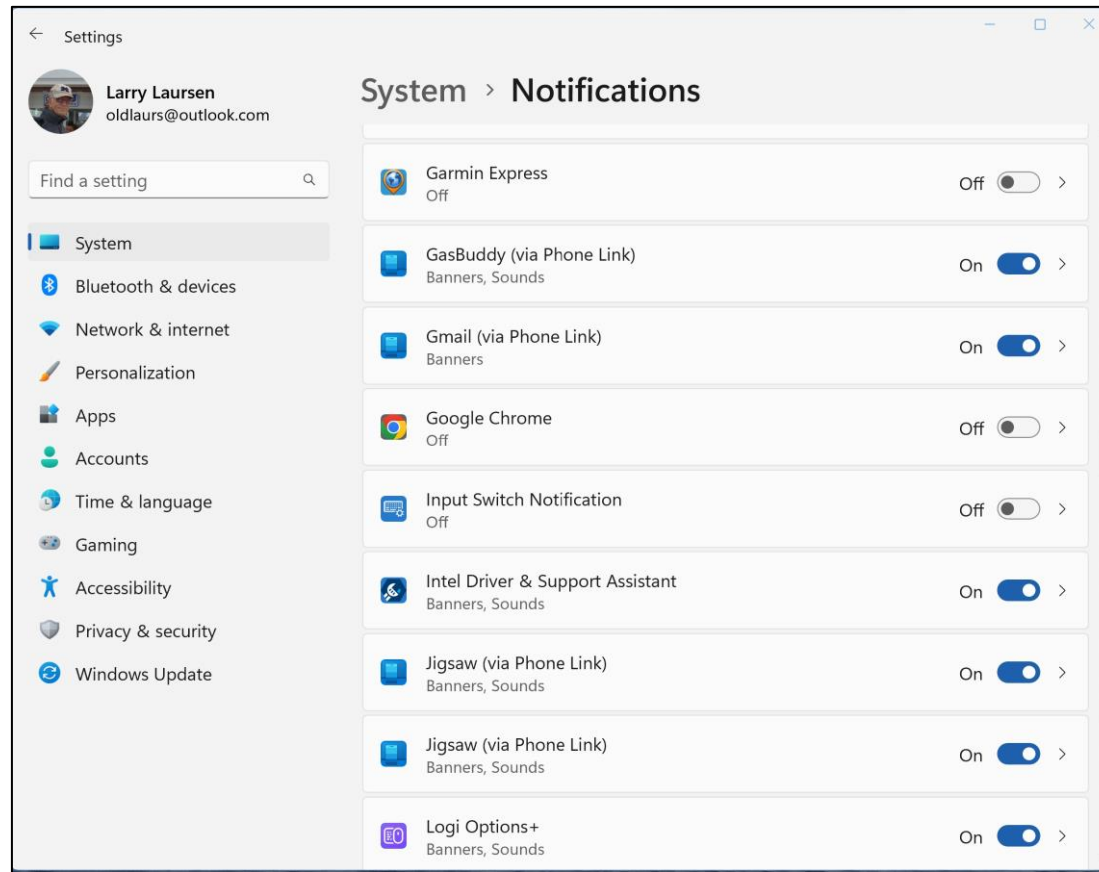 Settings
Larry Laursen
oldlaurs@outlook.com
Find a setting
System
Bluetooth & devices
Network & internet
Personalization
Apps
Accounts
Time & language
Gaming
Accessibility
Privacy & security
Windows Update
System > Notifications
Garmin Express
Off
Off
GasBuddy (via Phone Link)
Banners, Sounds
On
Gmail (via Phone Link)
Banners
On
Google Chrome
Off
Off
Input Switch Notification
Off
Off
Intel Driver & Support Assistant
Banners, Sounds
On
Jigsaw (via Phone Link)
Banners, Sounds
On
Jigsaw (via Phone Link)
Banners, Sounds
On
Logi Options+
Banners, Sounds
On